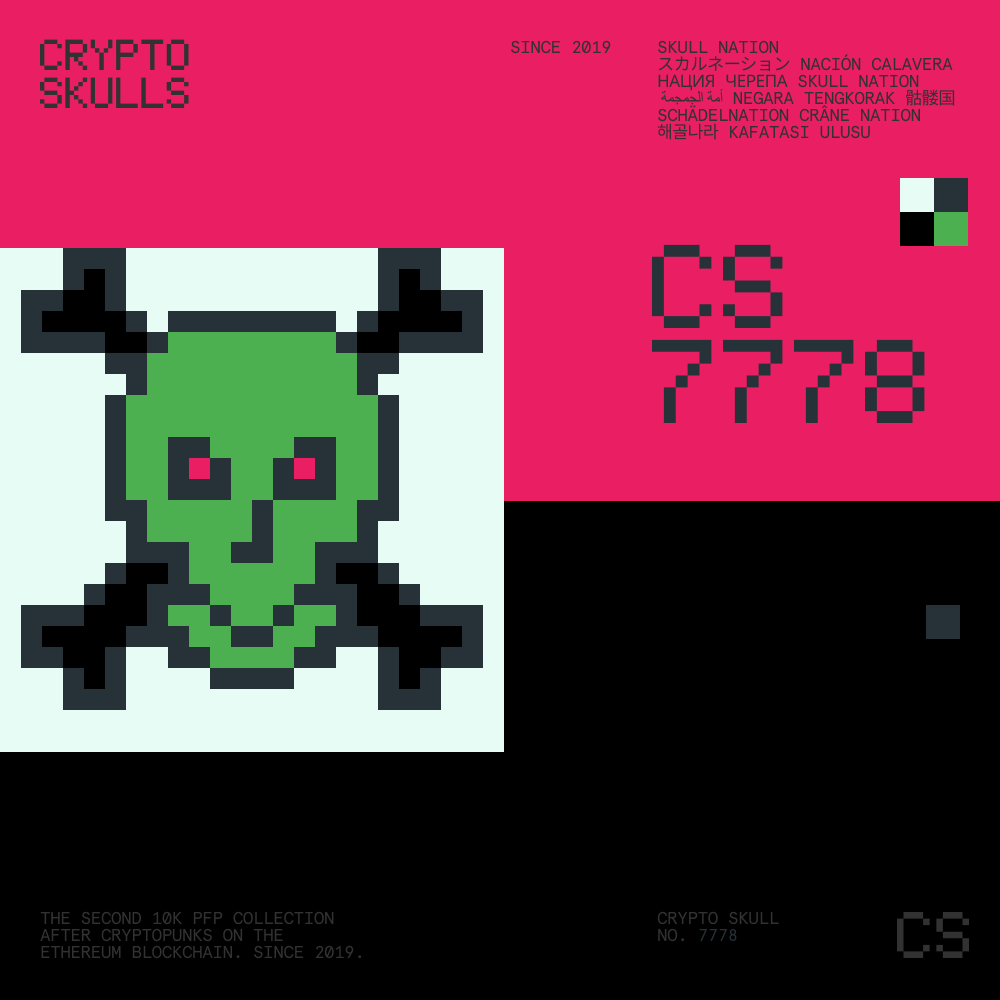 CRYPTO
SKULLS
SINCE 2019
SKULL NATION
スカルネーション NACIÓN CALAVERA
НАЦИЯ ЧЕРЕПА SKULL NATION
أمة الجمجمة NEGARA TENGKORAK 骷髅国
SCHÄDELNATION CRÂNE NATION
해골나라 KAFATASI ULUSU
CS
7778
THE SECOND 10K PFP COLLECTION
AFTER CRYPTOPUNKS ON THE
ETHEREUM BLOCKCHAIN. SINCE 2019.
CRYPTO SKULL
NO. 7778
CS